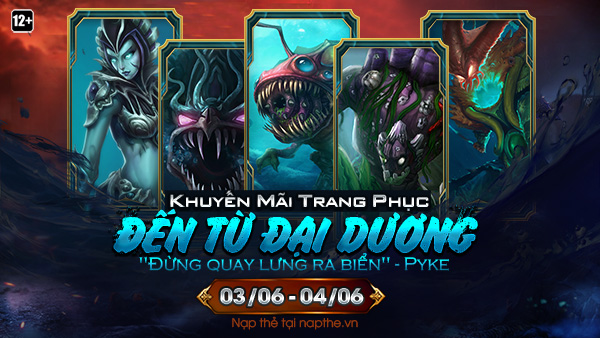 12+
Khuyến Mãi Trang Phục
ĐẾN TỪ ĐẠI DƯƠNG
"Đừng quay lưng ra biển" - Pyke
03/06 - 04/06
Nạp thẻ tại napthe.vn